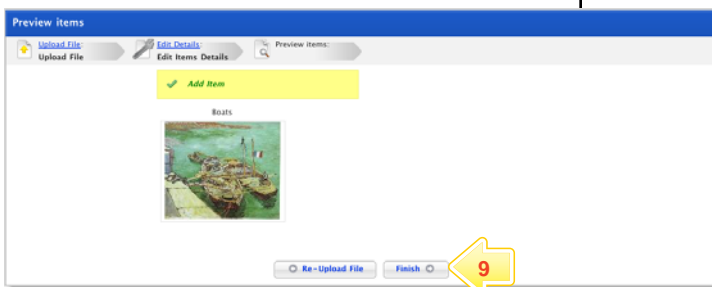 Preview items
Upload File:
Upload File
Edit Details:
Edit Items Details
Preview items:
Add Item
Boats
Re-Upload File
Finish
9